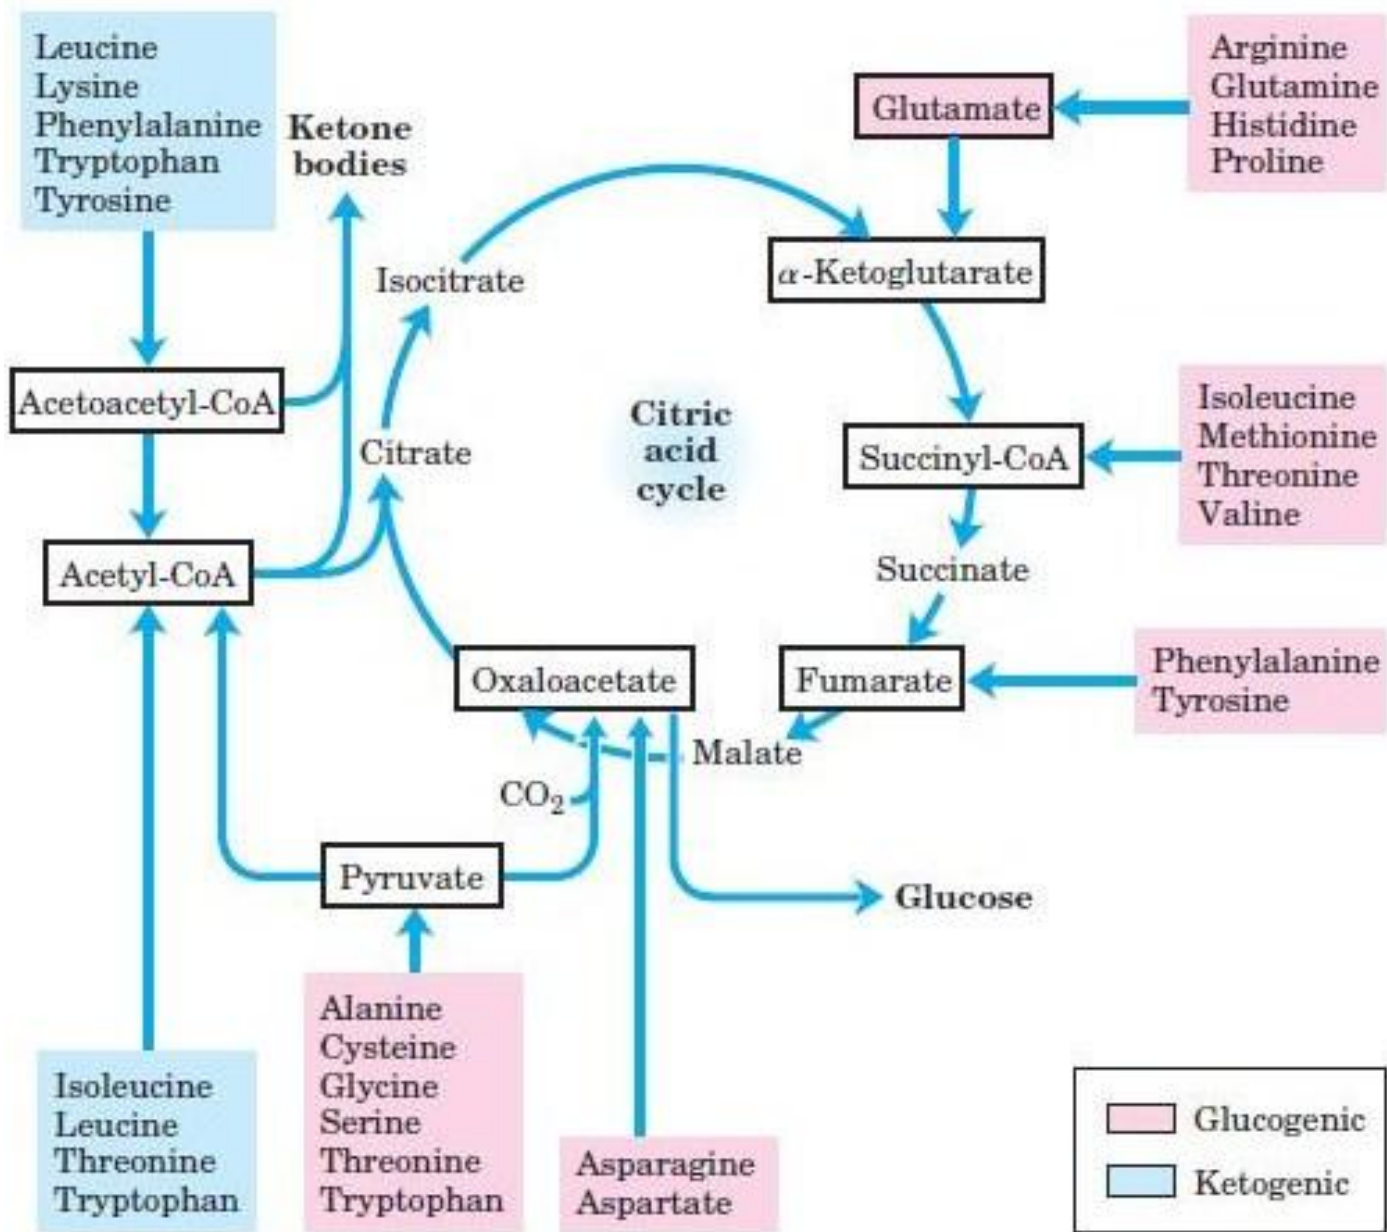 Leucine
Lysine
Phenylalanine
Tryptophan
Tyrosine
Ketone
bodies
Glutamate
Arginine
Glutamine
Histidine
Proline
Isocitrate
α-Ketoglutarate
Acetoacetyl-CoA
Citrate
Citric
acid
cycle
Succinyl-CoA
Isoleucine
Methionine
Threonine
Valine
Acetyl-CoA
Succinate
Oxaloacetate
Fumarate
Phenylalanine
Tyrosine
Malate
CO₂
Pyruvate
Glucose
Isoleucine
Leucine
Threonine
Tryptophan
Alanine
Cysteine
Glycine
Serine
Threonine
Tryptophan
Asparagine
Aspartate
Glucogenic
Ketogenic